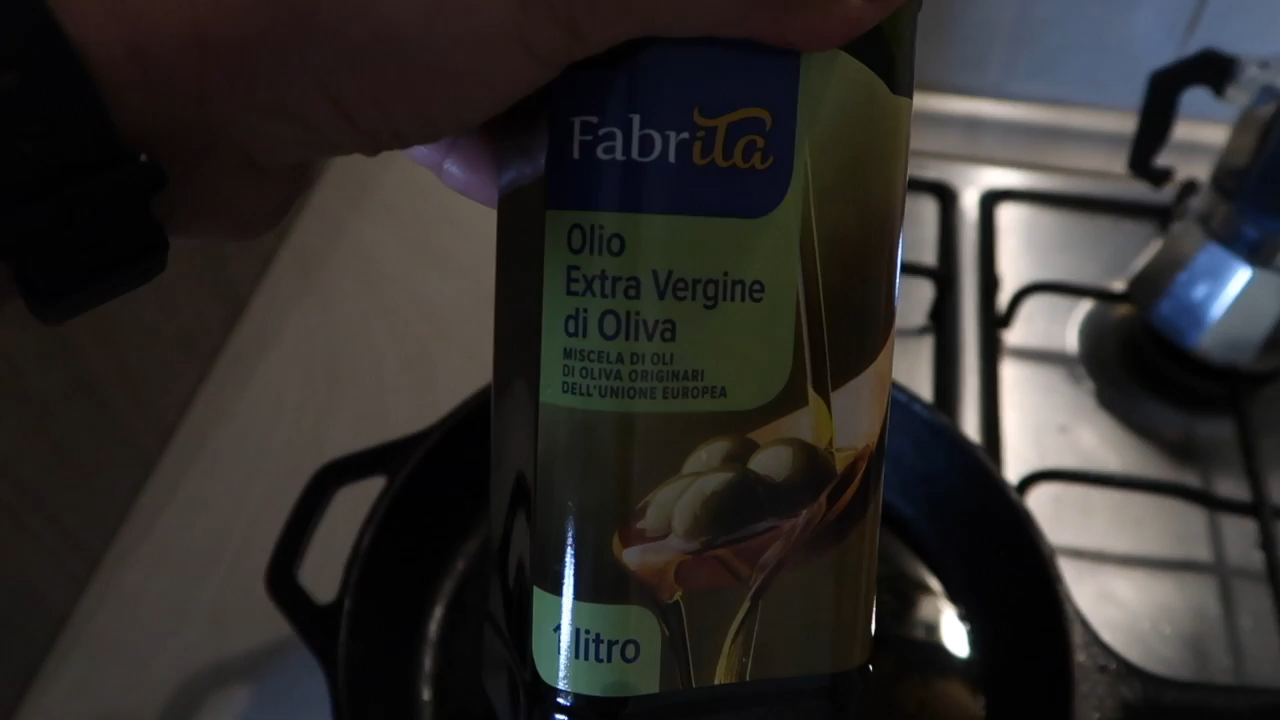 Fabrita
Olio
Extra Vergine
di Oliva
MISCELA DI OLI
DI OLIVA ORIGINARI
DELL'UNIONE EUROPEA
1 litro